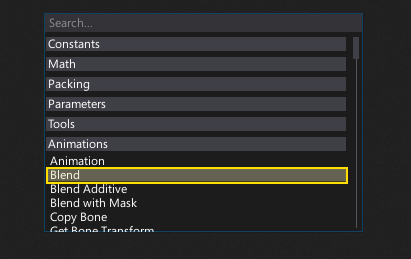 Search...
Constants
Math
Packing
Parameters
Tools
Animations
Animation
Blend
Blend Additive
Blend with Mask
Copy Bone
Get Bone Transform